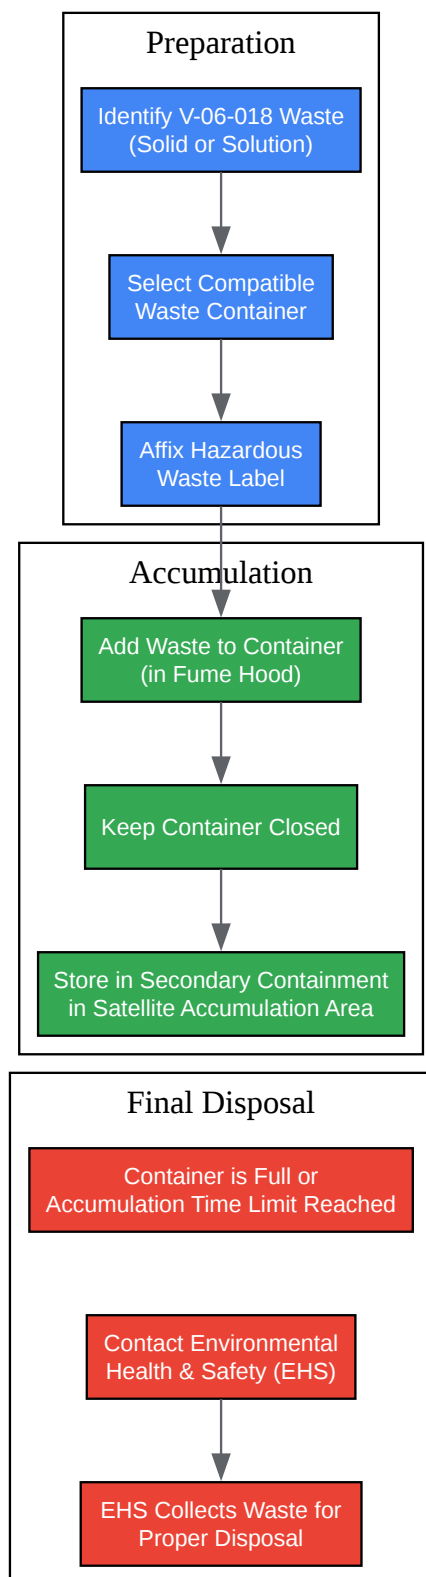 Preparation
Identify V-06-018 Waste
(Solid or Solution)
Select Compatible
Waste Container
Affix Hazardous
Waste Label
Accumulation
Add Waste to Container
(in Fume Hood)
Keep Container Closed
Store in Secondary Containment
in Satellite Accumulation Area
Final Disposal
Container is Full or
Accumulation Time Limit Reached
Contact Environmental
Health & Safety (EHS)
EHS Collects Waste for
Proper Disposal